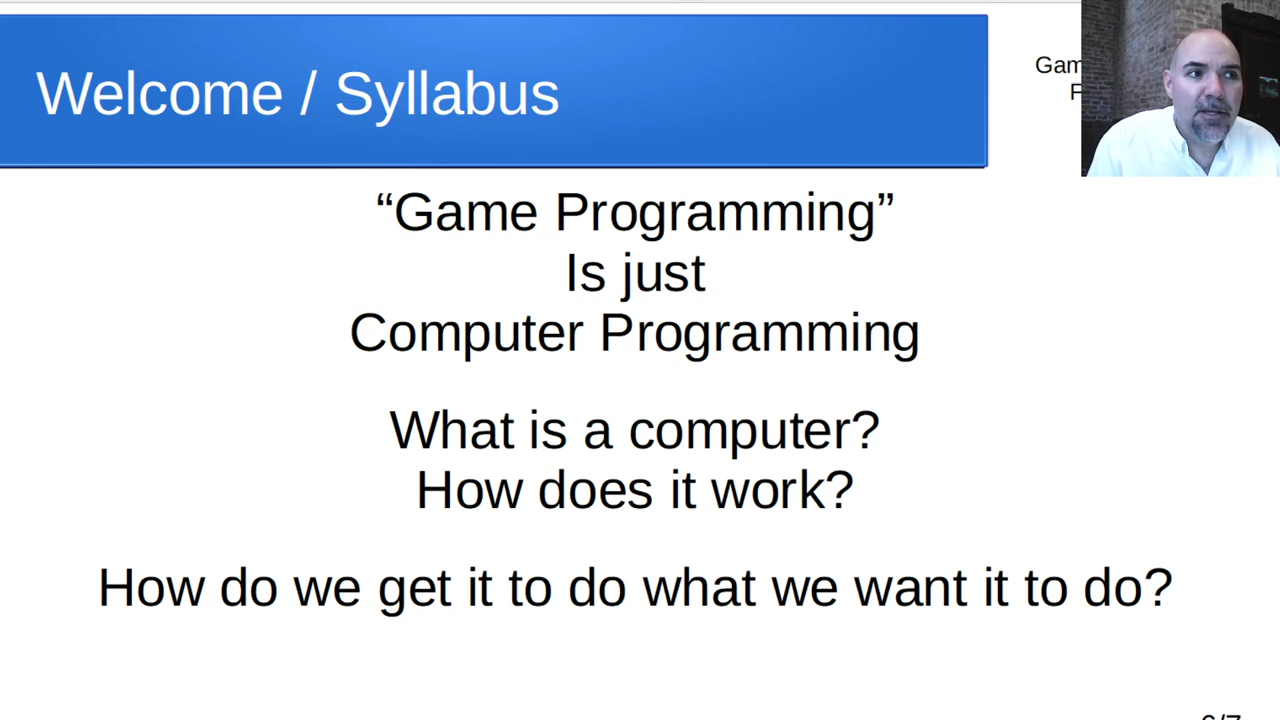 Welcome / Syllabus
“Game Programming”
Is just
Computer Programming
What is a computer?
How does it work?
How do we get it to do what we want it to do?